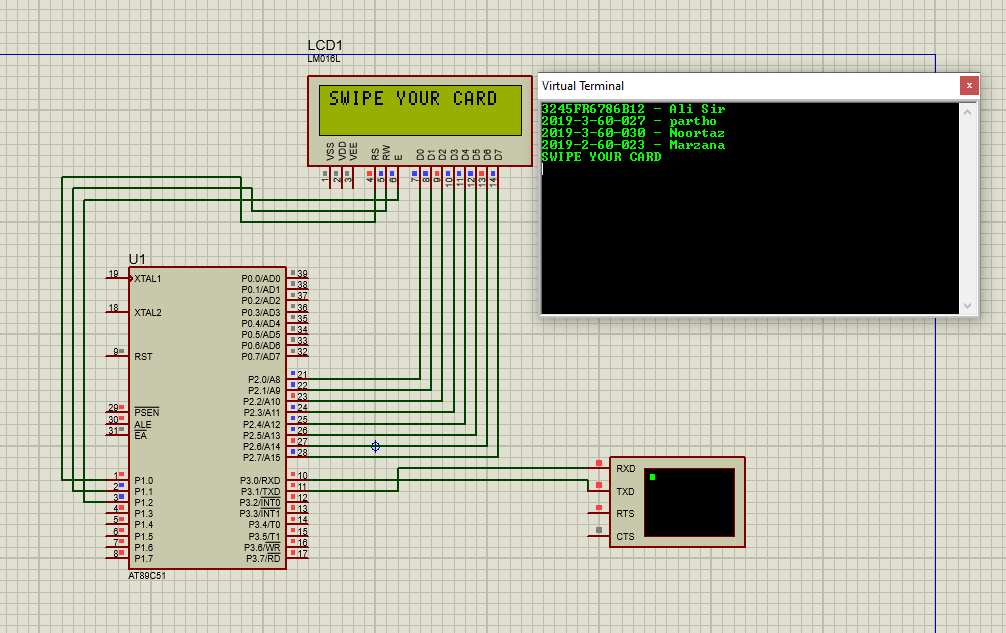 LCD1
LM016L
SWIPE YOUR CARD
VSS VDD VEE RS RW E D0 D1 D2 D3 D4 D5 D6 D7
1 2 3 4 5 6 7 8 9 10 11 12 13 14
Virtual Terminal
3245FR6786B12 - Ali Sir
2019-3-60-027 - partho
2019-3-60-030 - Noortaz
2019-2-60-023 - Marzana
SWIPE YOUR CARD
U1
19 XTAL1 P0.0/AD0 39
P0.1/AD1 38
P0.2/AD2 37
18 XTAL2 P0.3/AD3 36
P0.4/AD4 35
P0.5/AD5 34
P0.6/AD6 33
9 RST P0.7/AD7 32
P2.0/A8 21
P2.1/A9 22
P2.2/A10 23
29 PSEN P2.3/A11 24
30 ALE P2.4/A12 25
31 EA P2.5/A13 26
P2.6/A14 27
P2.7/A15 28
1 P1.0 P3.0/RXD 10
2 P1.1 P3.1/TXD 11
3 P1.2 P3.2/INT0 12
4 P1.3 P3.3/INT1 13
5 P1.4 P3.4/T0 14
6 P1.5 P3.5/T1 15
7 P1.6 P3.6/WR 16
8 P1.7 P3.7/RD 17
AT89C51
RXD
TXD
RTS
CTS